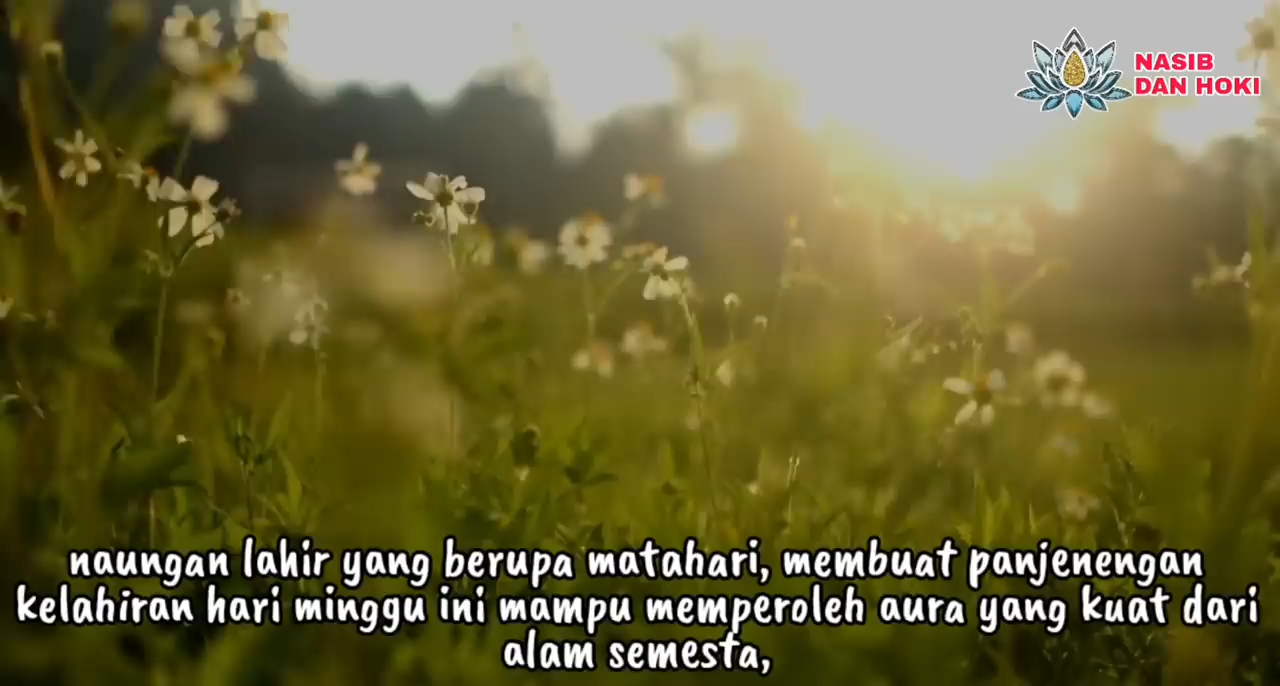 NASIB
DAN HOKI
naungan lahir yang berupa matahari, membuat panjenengan
kelahiran hari minggu ini mampu memperoleh aura yang kuat dari
alam semesta,